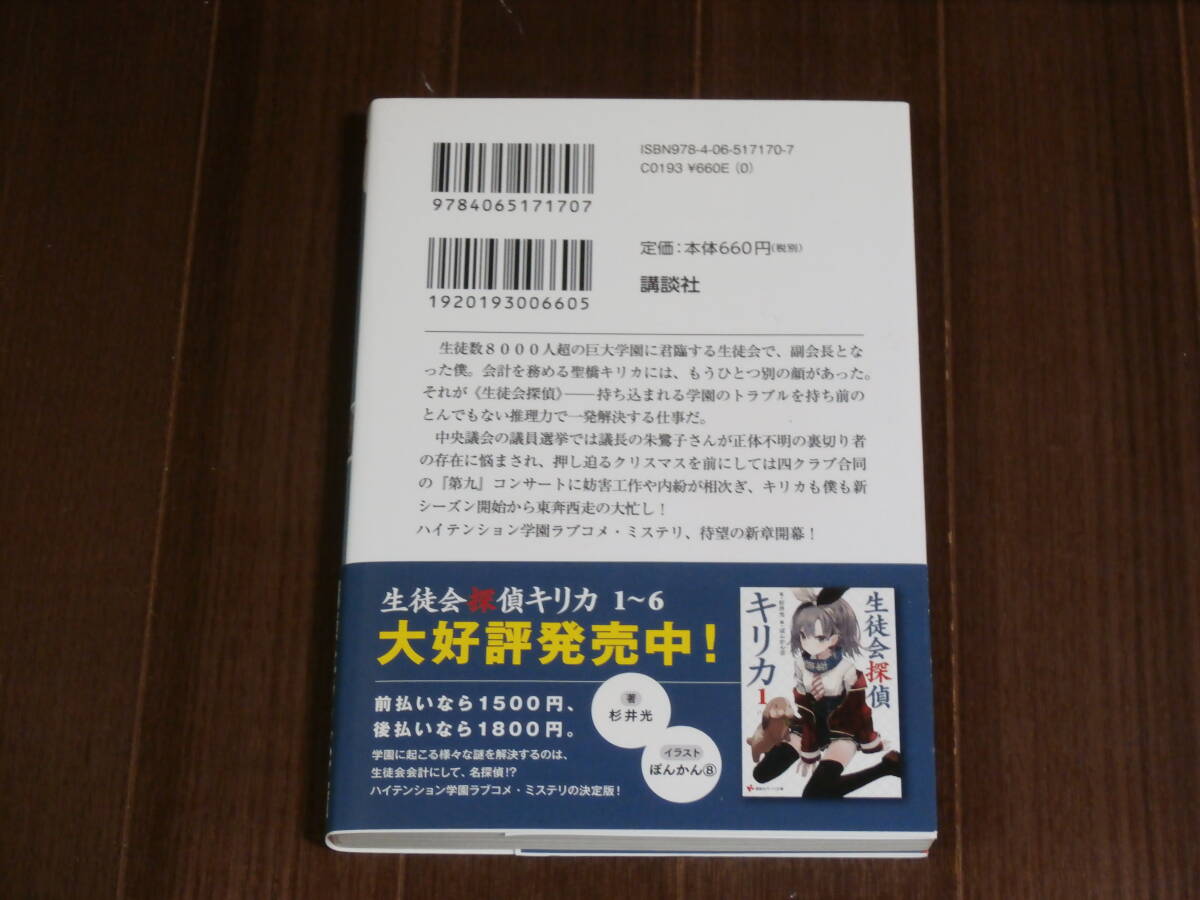 ISBN978-4-06-517170-7
C0193 ¥660E (0)
9784065171707
定価:本体660円(税別)
1920193006605
講談社
生徒数8000人超の巨大学園に君臨する生徒会で、副会長とな
った僕。会計を務める聖橋キリカには、もうひとつ別の顔があった。
それが《生徒会探偵》――持ち込まれる学園のトラブルを持ち前の
とんでもない推理力で一発解決する仕事だ。
中央議会の議員選挙では議長の朱鷺子さんが正体不明の裏切り者
の存在に悩まされ、押し迫るクリスマスを前にしては四クラブ合同
の『第九』コンサートに妨害工作や内紛が相次ぎ、キリカも僕も新
シーズン開始から東奔西走の大忙し!
ハイテンション学園ラブコメ・ミステリ、待望の新章開幕!
生徒会探偵キリカ 1~6
大好評発売中!
前払いなら1500円、
後払いなら1800円。
学園に起こる様々な謎を解決するのは、
生徒会会計にして、名探偵!?
ハイテンション学園ラブコメ・ミステリの決定版!
著
杉井光
イラスト
ぽんかん⑧
生徒会探偵
キリカ
1